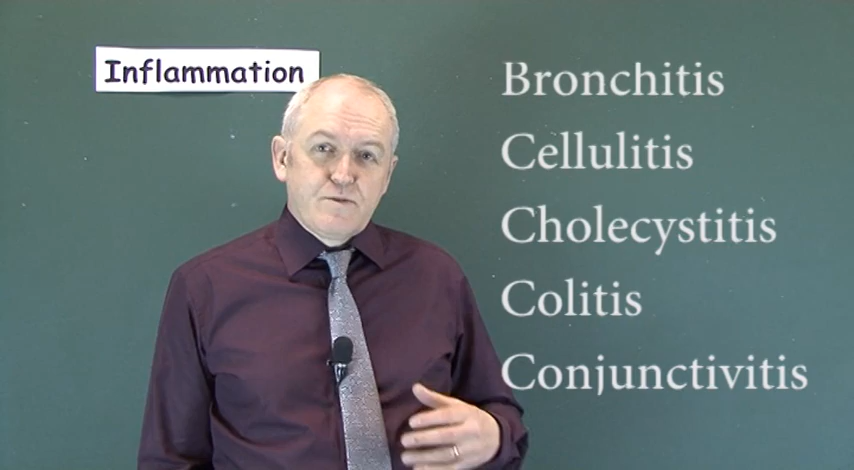 Inflammation
Bronchitis
Cellulitis
Cholecystitis
Colitis
Conjunctivitis